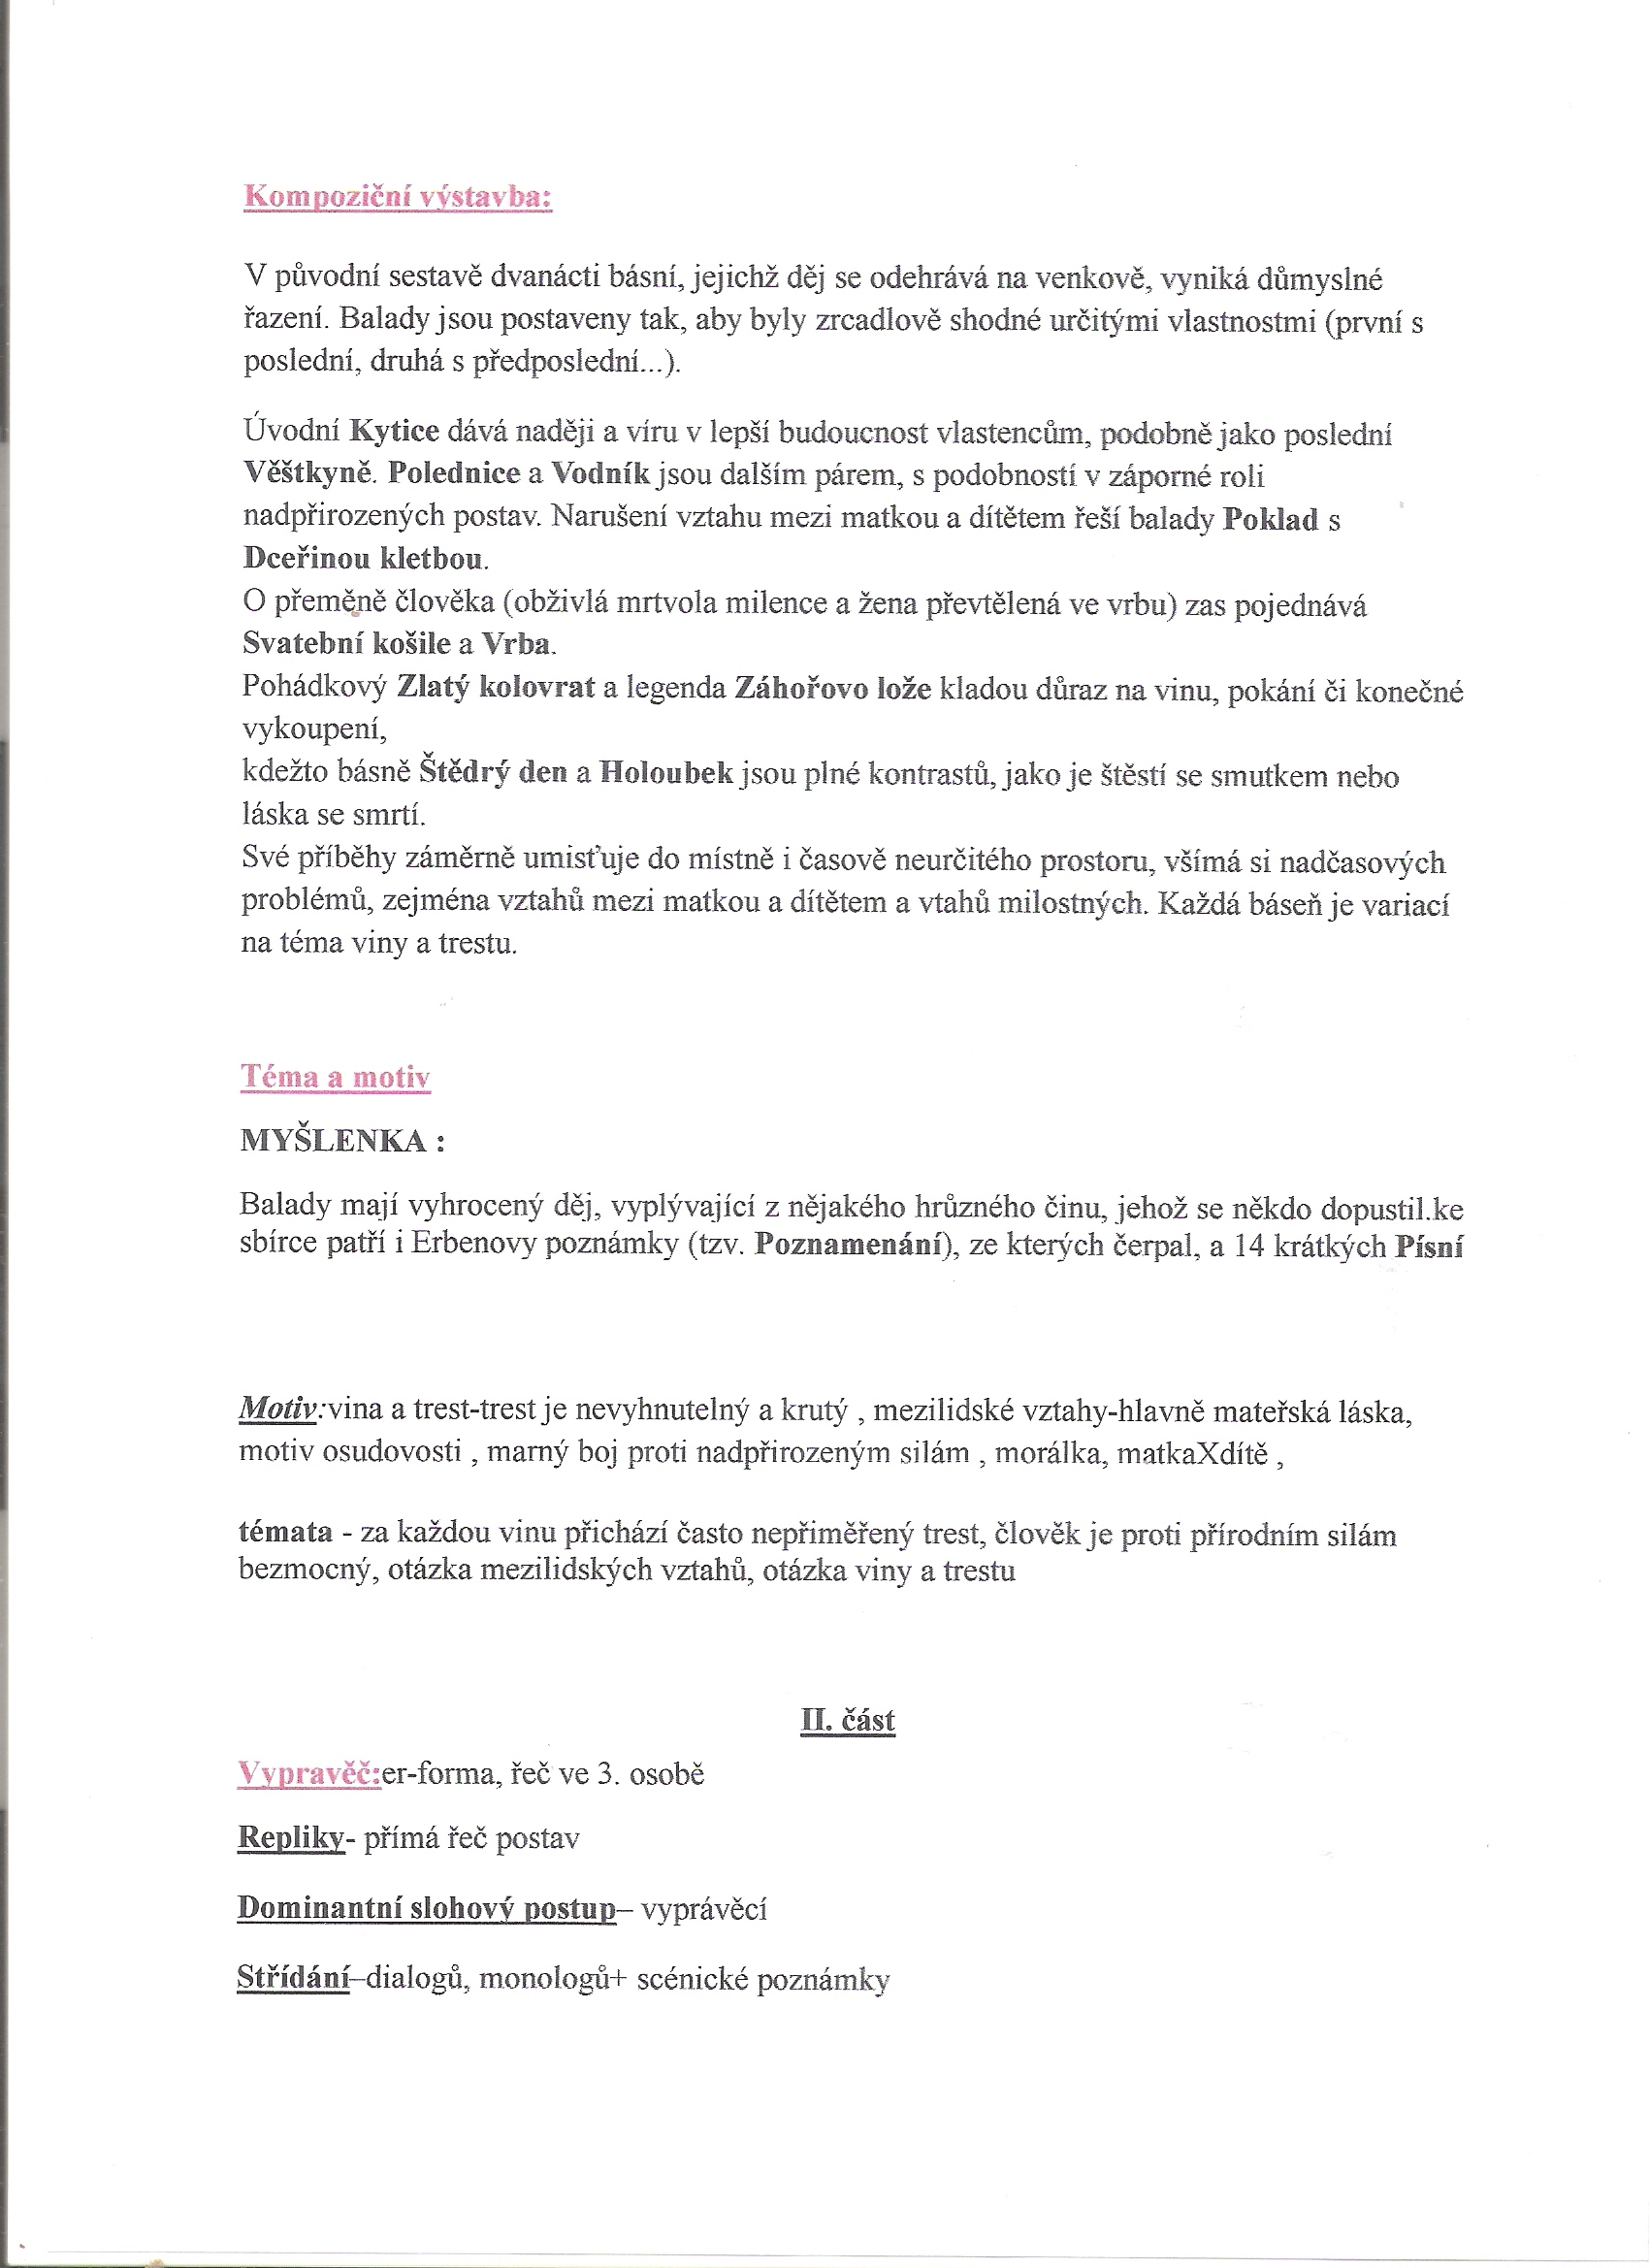 Kompoziční výstavba:
V původní sestavě dvanácti básní, jejichž děj se odehrává na venkově, vyniká důmyslné
řazení. Balady jsou postaveny tak, aby byly zrcadlově shodné určitými vlastnostmi (první s
poslední, druhá s předposlední...).
Úvodní Kytice dává naději a víru v lepší budoucnost vlastencům, podobně jako poslední
Věštkyně. Polednice a Vodník jsou dalším párem, s podobností v záporné roli
nadpřirozených postav. Narušení vztahu mezi matkou a dítětem řeší balady Poklad s
Dceřinou kletbou.
O přeměně člověka (obživlá mrtvola milence a žena převtělená ve vrbu) zas pojednává
Svatební košile a Vrba.
Pohádkový Zlatý kolovrat a legenda Záhořovo lože kladou důraz na vinu, pokání či konečné
vykoupení,
kdežto básně Štědrý den a Holoubek jsou plné kontrastů, jako je štěstí se smutkem nebo
láska se smrtí.
Své příběhy záměrně umisťuje do místně i časově neurčitého prostoru, všímá si nadčasových
problémů, zejména vztahů mezi matkou a dítětem a vtahů milostných. Každá báseň je variací
na téma viny a trestu.
Téma a motiv
MYŠLENKA :
Balady mají vyhrocený děj, vyplývající z nějakého hrůzného činu, jehož se někdo dopustil.ke
sbírce patří i Erbenovy poznámky (tzv. Poznamenání), ze kterých čerpal, a 14 krátkých Písní
Motiv:vina a trest-trest je nevyhnutelný a krutý , mezilidské vztahy-hlavně mateřská láska,
motiv osudovosti , marný boj proti nadpřirozeným silám , morálka, matkaXdítě ,
témata - za každou vinu přichází často nepřiměřený trest, člověk je proti přírodním silám
bezmocný, otázka mezilidských vztahů, otázka viny a trestu
II. část
Vypravěč:er-forma, řeč ve 3. osobě
Repliky- přímá řeč postav
Dominantní slohový postup– vyprávěcí
Střídání–dialogů, monologů+ scénické poznámky